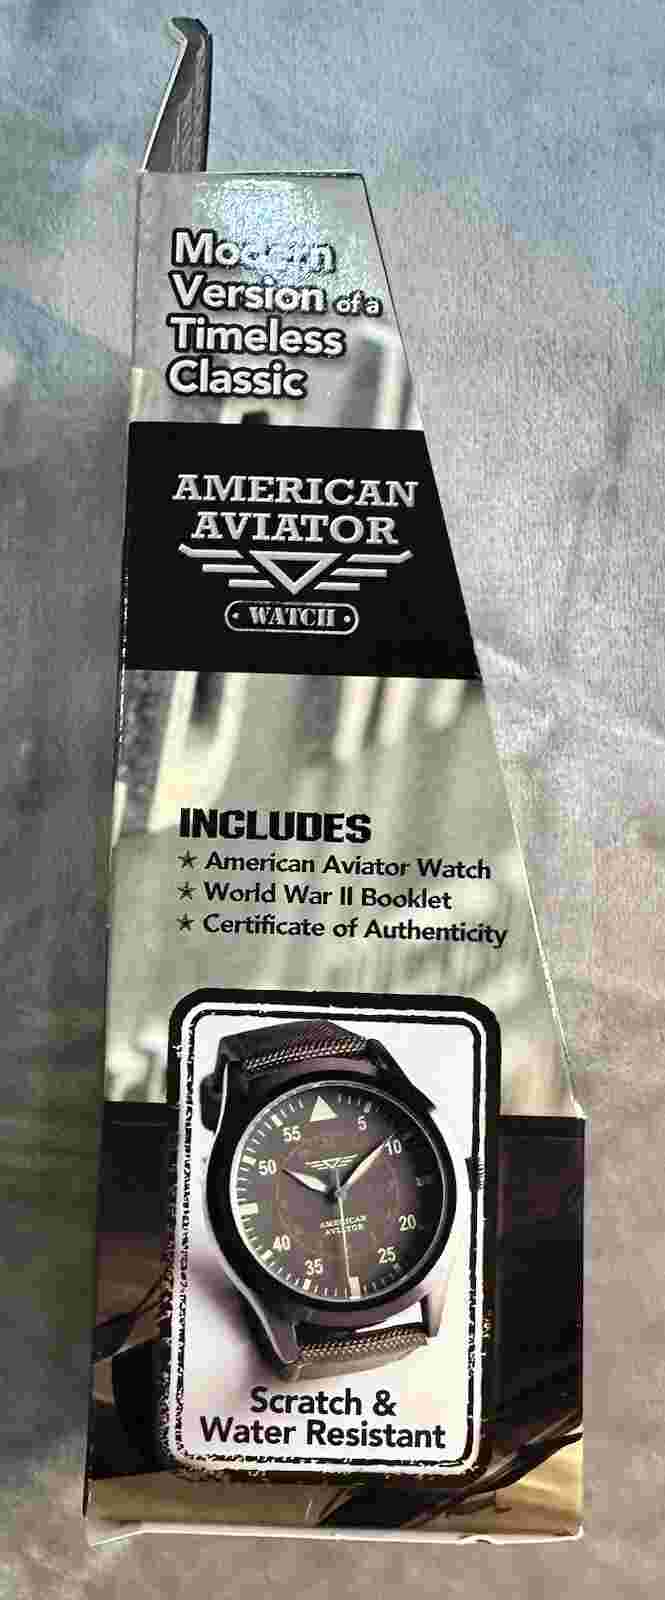 Modern
Version of a
Timeless
Classic
AMERICAN
AVIATOR
WATCH
INCLUDES
★ American Aviator Watch
★ World War II Booklet
★ Certificate of Authenticity
5
55
10
50
AMERICAN
AVIATOR
20
40
25
35
Scratch &
Water Resistant